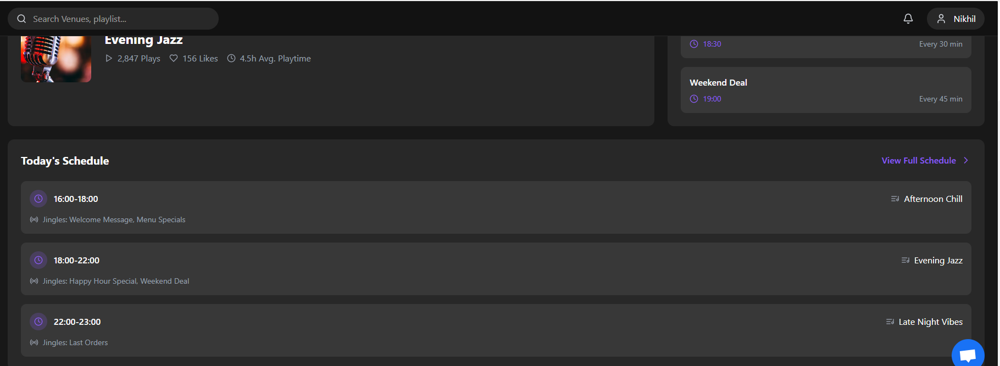 Search Venues, playlist...
Nikhil
Evening Jazz
2,847 Plays 156 Likes 4.5h Avg. Playtime
18:30 Every 30 min
Weekend Deal
19:00 Every 45 min
Today's Schedule View Full Schedule
16:00-18:00 Afternoon Chill
Jingles: Welcome Message, Menu Specials
18:00-22:00 Evening Jazz
Jingles: Happy Hour Special, Weekend Deal
22:00-23:00 Late Night Vibes
Jingles: Last Orders